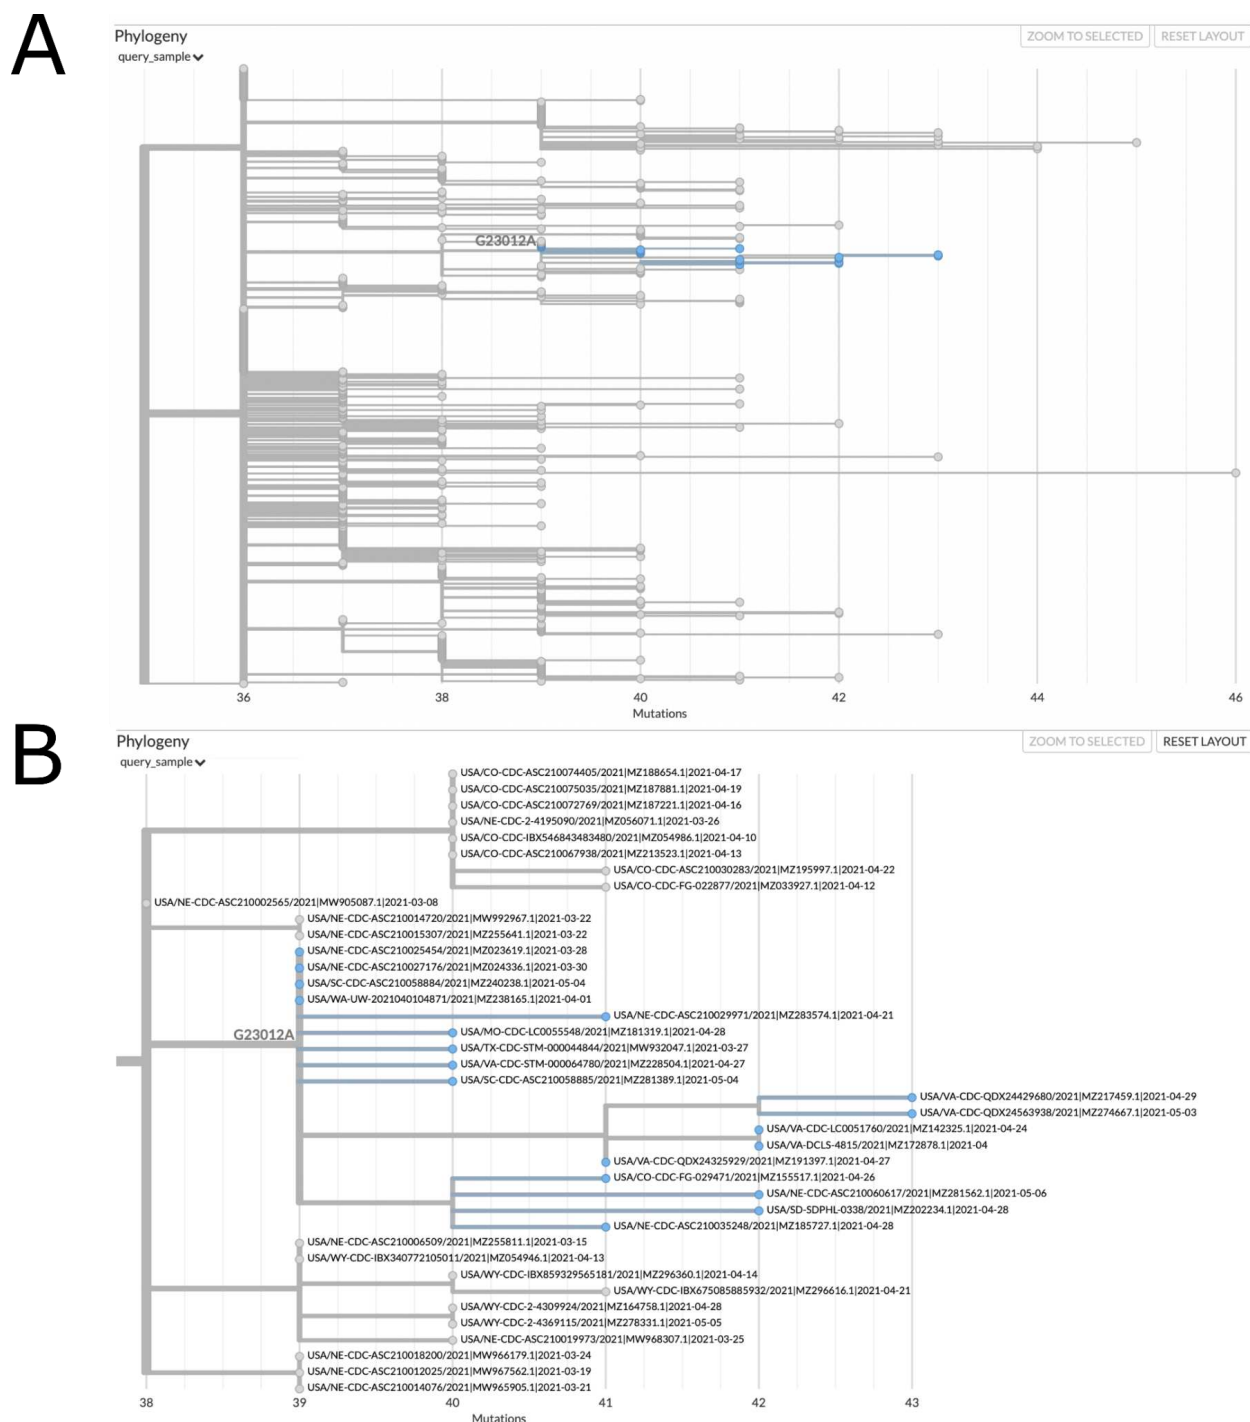 A
Phylogeny
query_sample
ZOOM TO SELECTED
RESET LAYOUT
G23012A
36
38
40
42
44
46
Mutations
B
Phylogeny
query_sample
ZOOM TO SELECTED
RESET LAYOUT
USA/CO-CDC-ASC210074405/2021|MZ188654.1|2021-04-17
USA/CO-CDC-ASC210075035/2021|MZ187881.1|2021-04-19
USA/CO-CDC-ASC210072769/2021|MZ187221.1|2021-04-16
USA/NE-CDC-2-4195090/2021|MZ056071.1|2021-03-26
USA/CO-CDC-IBX546843483480/2021|MZ054986.1|2021-04-10
USA/CO-CDC-ASC210067938/2021|MZ213523.1|2021-04-13
USA/CO-CDC-ASC210030283/2021|MZ195997.1|2021-04-22
USA/CO-CDC-FG-022877/2021|MZ033927.1|2021-04-12
USA/NE-CDC-ASC210002565/2021|MW905087.1|2021-03-08
USA/NE-CDC-ASC210014720/2021|MW992967.1|2021-03-22
USA/NE-CDC-ASC210015307/2021|MZ255641.1|2021-03-22
USA/NE-CDC-ASC210025454/2021|MZ023619.1|2021-03-28
USA/NE-CDC-ASC210027176/2021|MZ024336.1|2021-03-30
USA/SC-CDC-ASC210058884/2021|MZ240238.1|2021-05-04
USA/WA-UW-2021040104871/2021|MZ238165.1|2021-04-01
USA/NE-CDC-ASC210029971/2021|MZ283574.1|2021-04-21
G23012A
USA/MO-CDC-LC0055548/2021|MZ181319.1|2021-04-28
USA/TX-CDC-STM-000044844/2021|MW932047.1|2021-03-27
USA/VA-CDC-STM-000064780/2021|MZ228504.1|2021-04-27
USA/SC-CDC-ASC210058885/2021|MZ281389.1|2021-05-04
USA/VA-CDC-QDX24429680/2021|MZ217459.1|2021-04-29
USA/VA-CDC-QDX24563938/2021|MZ274667.1|2021-05-03
USA/VA-CDC-LC0051760/2021|MZ142325.1|2021-04-24
USA/VA-DCLS-4815/2021|MZ172878.1|2021-04
USA/VA-CDC-QDX24325929/2021|MZ191397.1|2021-04-27
USA/CO-CDC-FG-029471/2021|MZ155517.1|2021-04-26
USA/NE-CDC-ASC210060617/2021|MZ281562.1|2021-05-06
USA/SD-SDPHL-0338/2021|MZ202234.1|2021-04-28
USA/NE-CDC-ASC210035248/2021|MZ185727.1|2021-04-28
USA/NE-CDC-ASC210006509/2021|MZ255811.1|2021-03-15
USA/WY-CDC-IBX340772105011/2021|MZ054946.1|2021-04-13
USA/WY-CDC-IBX859329565181/2021|MZ296360.1|2021-04-14
USA/WY-CDC-IBX675085885932/2021|MZ296616.1|2021-04-21
USA/WY-CDC-2-4309924/2021|MZ164758.1|2021-04-28
USA/WY-CDC-2-4369115/2021|MZ278331.1|2021-05-05
USA/NE-CDC-ASC210019973/2021|MW968307.1|2021-03-25
USA/NE-CDC-ASC210018200/2021|MW966179.1|2021-03-24
USA/NE-CDC-ASC210012025/2021|MW967562.1|2021-03-19
USA/NE-CDC-ASC210014076/2021|MW965905.1|2021-03-21
38
39
40
41
42
43
Mutations